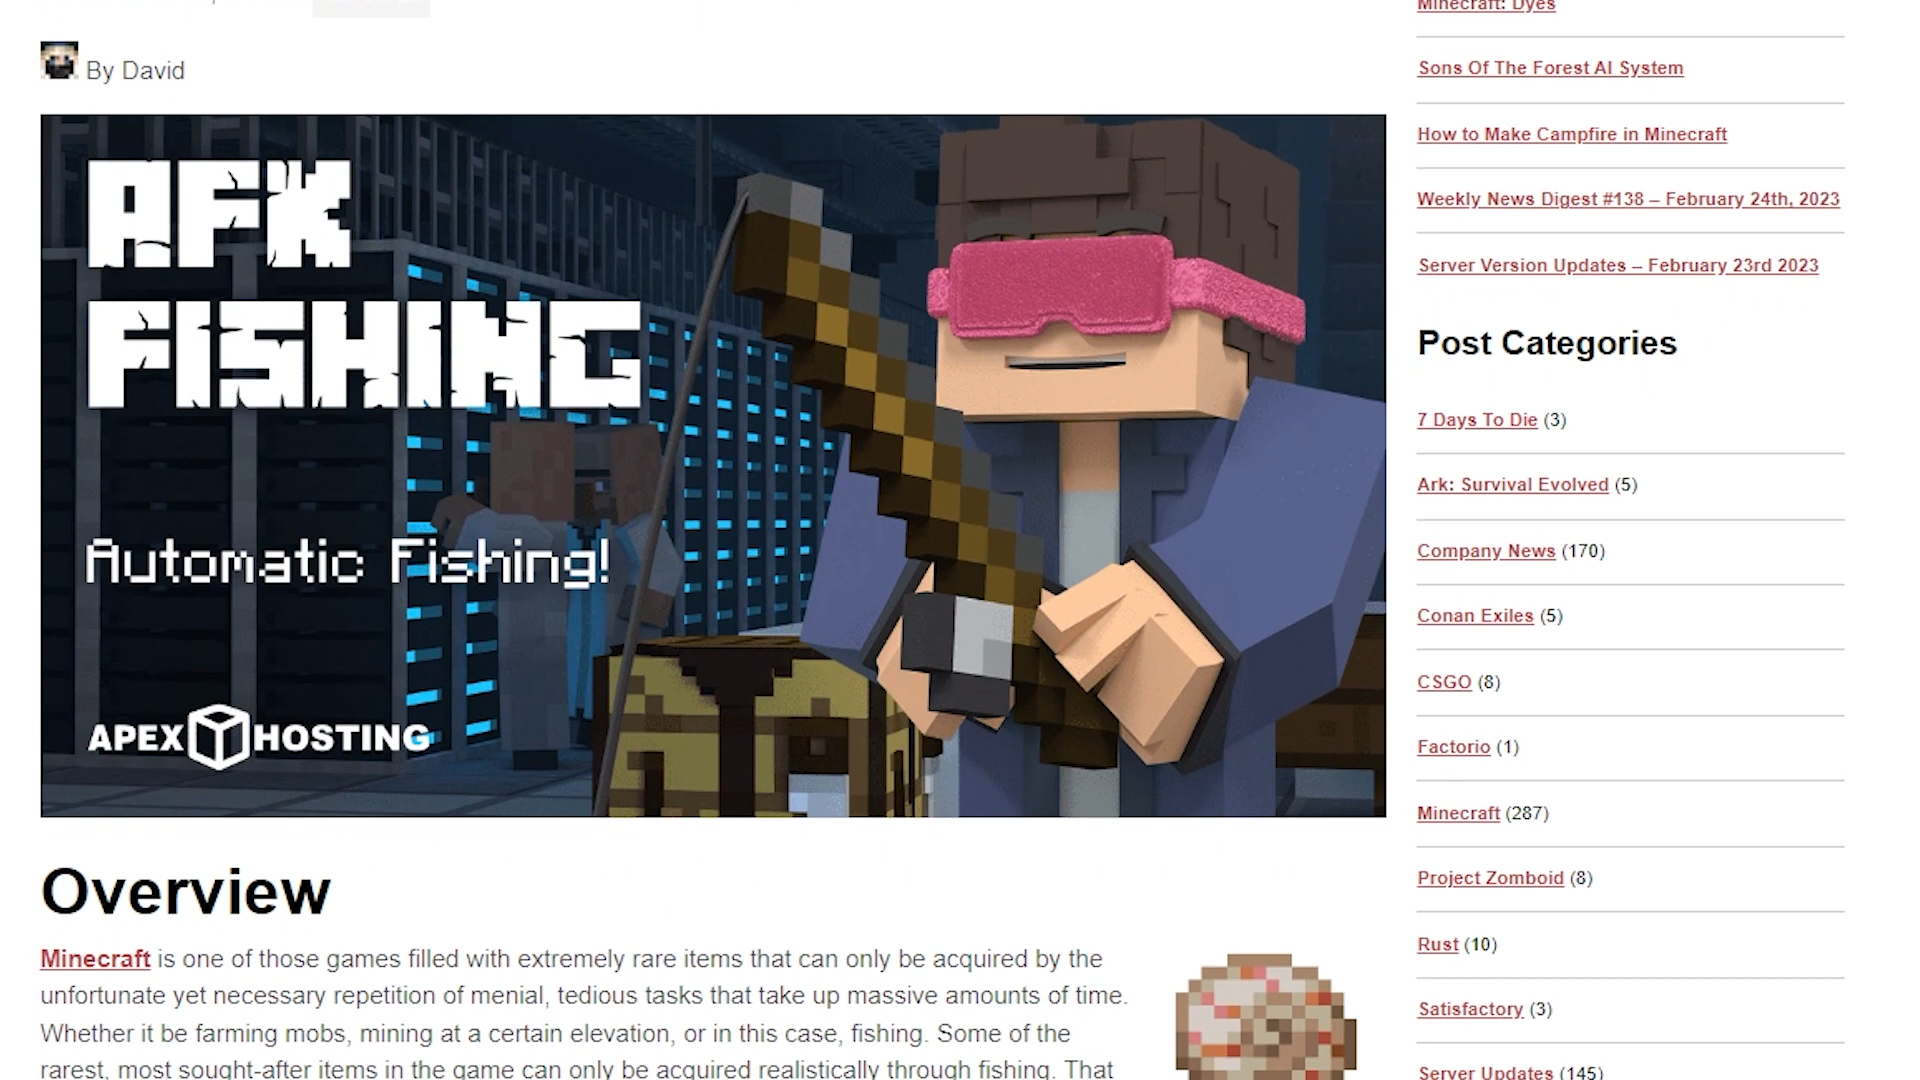 By David
AFK
FISHING
Automatic Fishing!
APEX HOSTING
Overview
Minecraft is one of those games filled with extremely rare items that can only be acquired by the
unfortunate yet necessary repetition of menial, tedious tasks that take up massive amounts of time.
Whether it be farming mobs, mining at a certain elevation, or in this case, fishing. Some of the
rarest, most sought-after items in the game can only be acquired realistically through fishing. That
Minecraft: Dyes
Sons Of The Forest AI System
How to Make Campfire in Minecraft
Weekly News Digest #138 – February 24th, 2023
Server Version Updates – February 23rd 2023
Post Categories
7 Days To Die (3)
Ark: Survival Evolved (5)
Company News (170)
Conan Exiles (5)
CSGO (8)
Factorio (1)
Minecraft (287)
Project Zomboid (8)
Rust (10)
Satisfactory (3)
Server Updates (145)